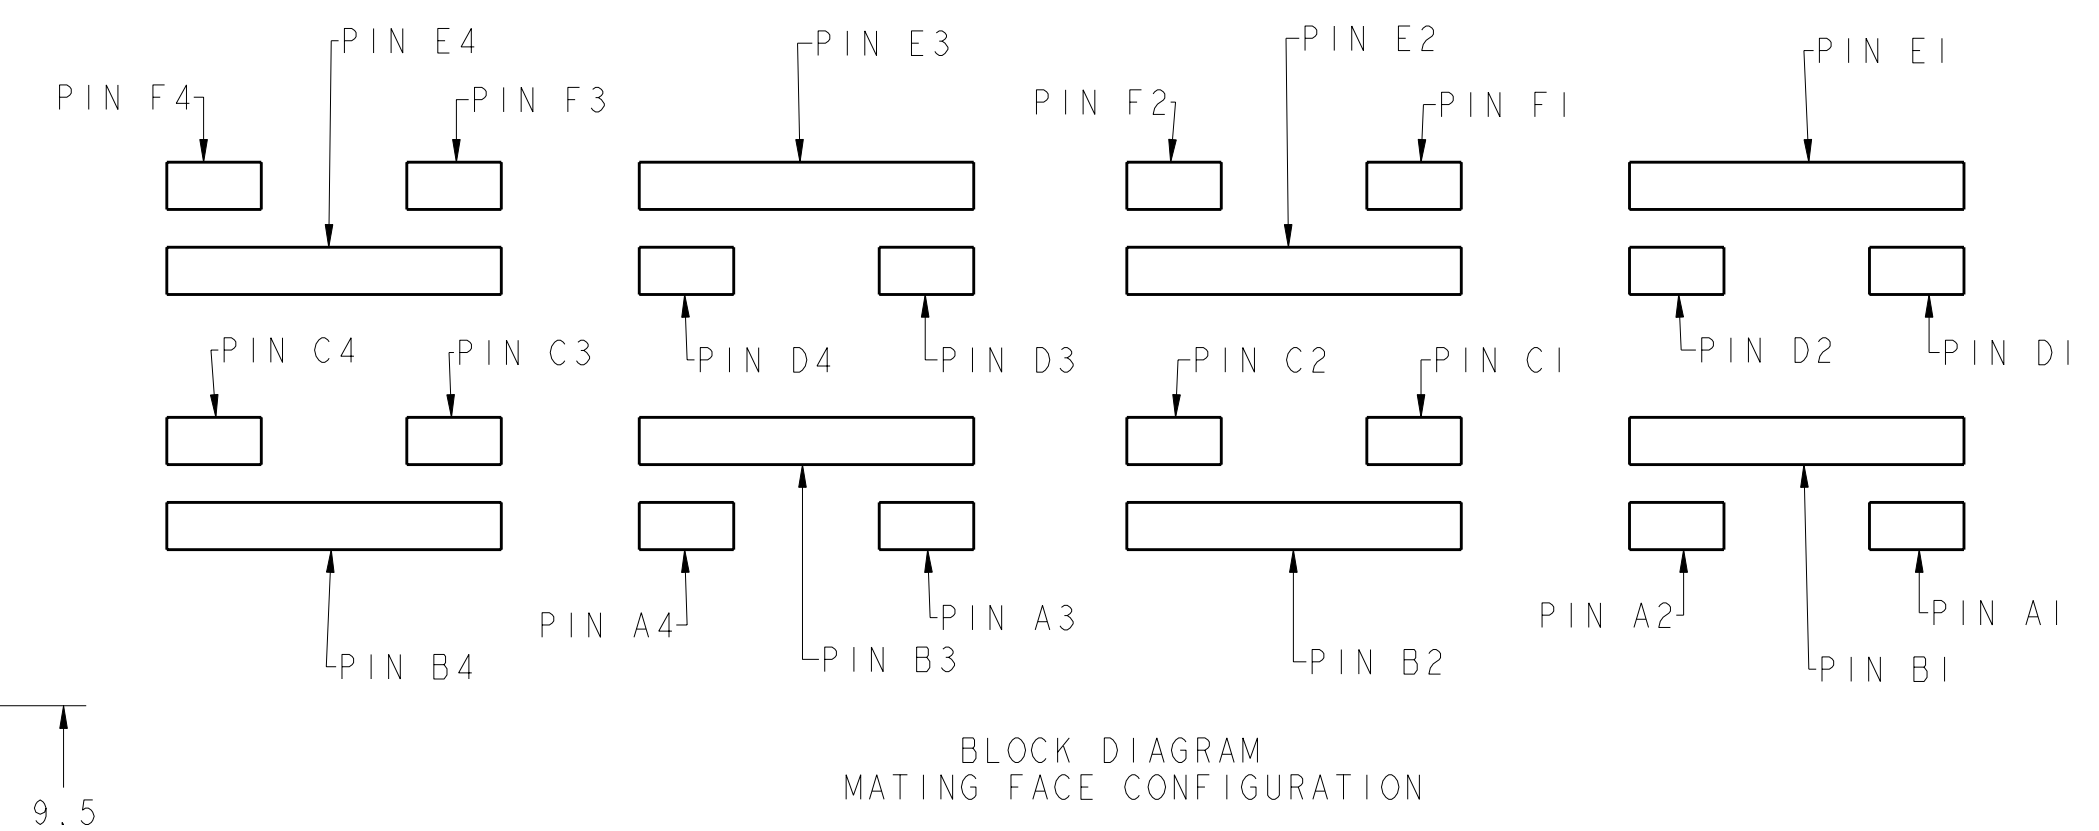 PIN E4
PIN E3
PIN E2
PIN E1
PIN F4
PIN F3
PIN F2
PIN F1
PIN C4
PIN C3
PIN D4
PIN D3
PIN C2
PIN C1
PIN D2
PIN D1
PIN A4
PIN A3
PIN A2
PIN A1
PIN B4
PIN B3
PIN B2
PIN B1
BLOCK DIAGRAM
MATING FACE CONFIGURATION
9.5